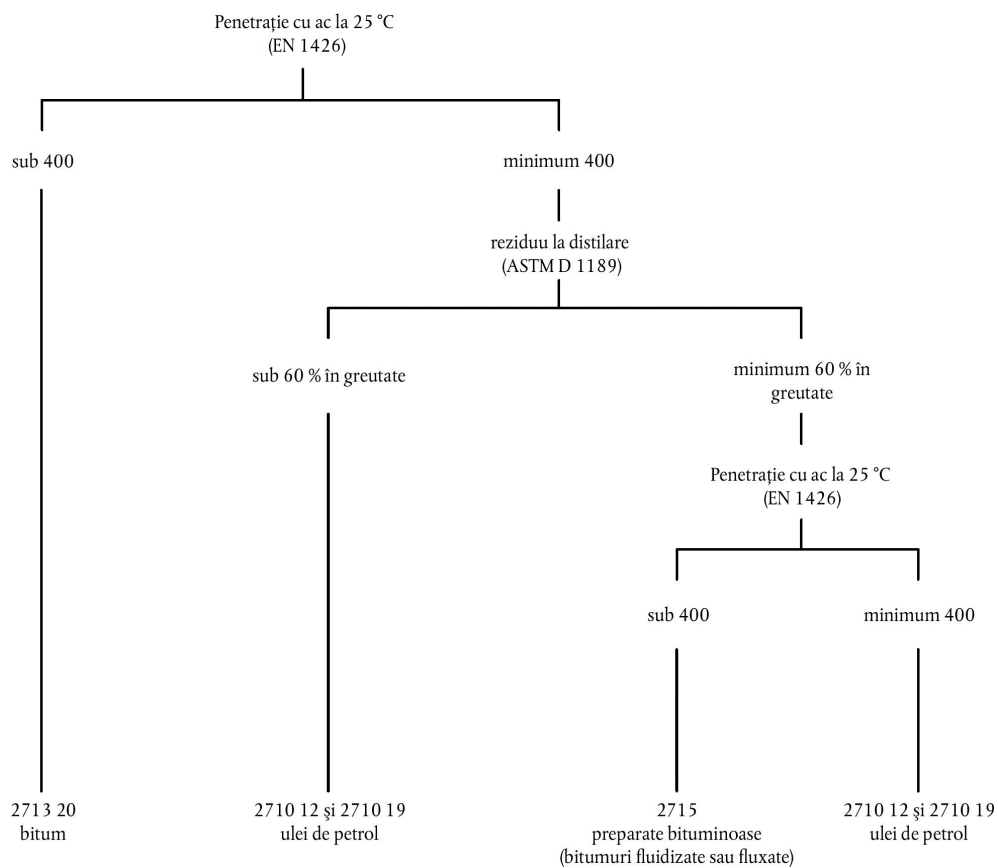 Penetrație cu ac la 25 °C
(EN 1426)
sub 400
minimum 400
reziduu la distilare
(ASTM D 1189)
sub 60 % în greutate
minimum 60 % în
greutate
Penetrație cu ac la 25 °C
(EN 1426)
sub 400
minimum 400
2713 20
bitum
2710 12 şi 2710 19
ulei de petrol
2715
preparate bituminoase
(bitumuri fluidizate sau fluxate)
2710 12 şi 2710 19
ulei de petrol